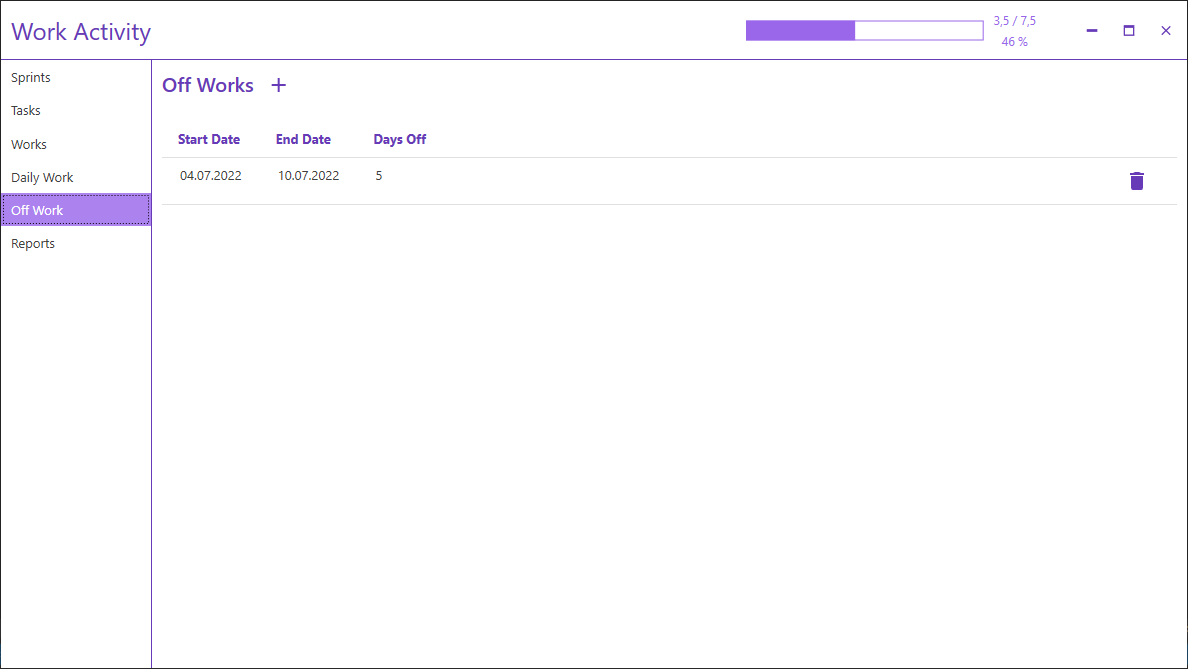 Work Activity
3,5 / 7,5
46 %
Sprints
Tasks
Works
Daily Work
Off Work
Reports
Off Works +
Start Date End Date Days Off
04.07.2022 10.07.2022 5